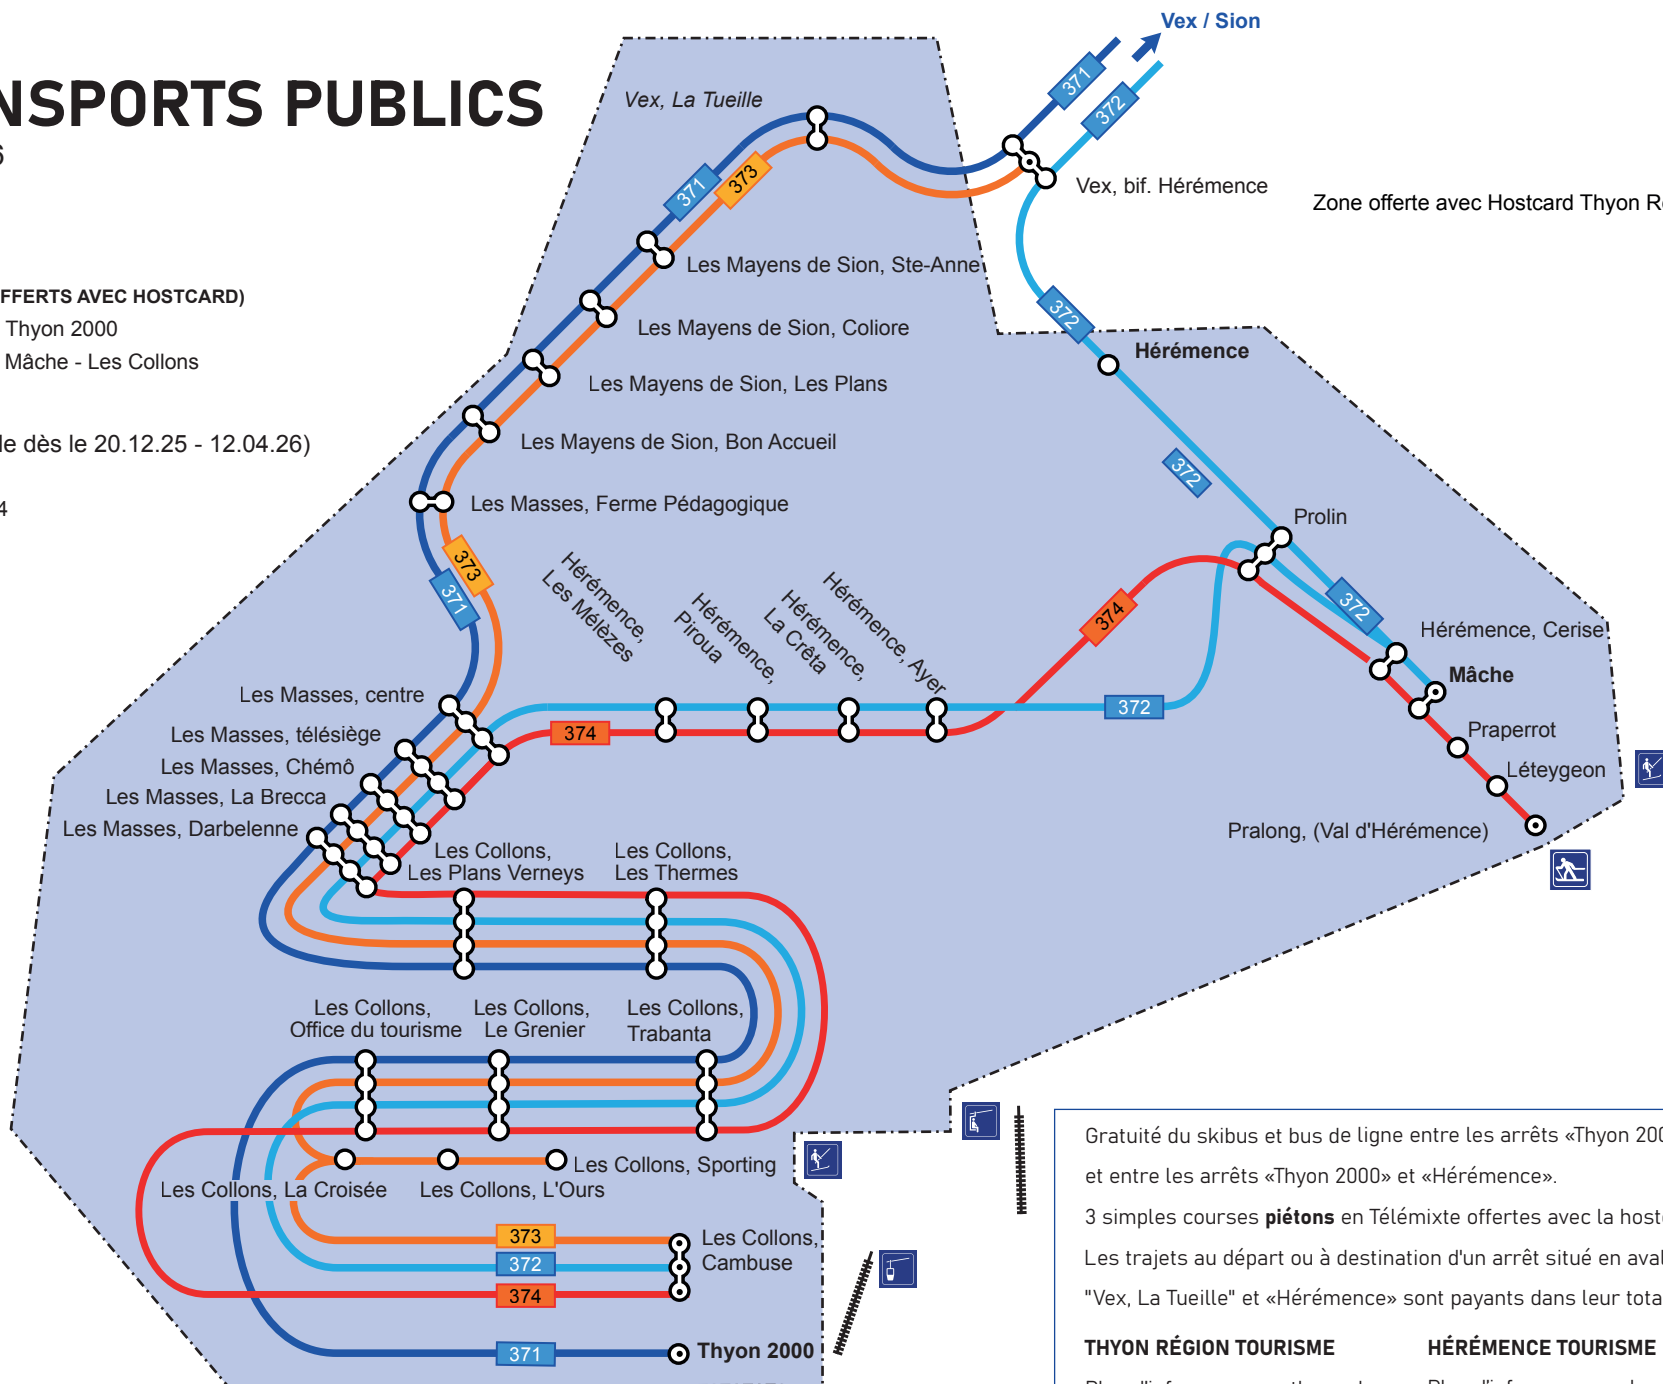 Vex / Sion
NSPORTS PUBLICS
6
371
372
Vex, La Tueille
371
373
Vex, bif. Hérémence
Zone offerte avec Hostcard Thyon R
Les Mayens de Sion, Ste-Anne
FFERTS AVEC HOSTCARD)
Thyon 2000
Mâche - Les Collons
Les Mayens de Sion, Coliore
372
Hérémence
Les Mayens de Sion, Les Plans
le dès le 20.12.25 - 12.04.26)
Les Mayens de Sion, Bon Accueil
372
4
Les Masses, Ferme Pédagogique
Prolin
373
371
Hérémence,
Les Mélèzes
Hérémence,
Piroua
Hérémence,
La Crêta
Hérémence, Ayer
374
372
Hérémence, Cerise
Mâche
Les Masses, centre
372
374
Les Masses, télésiège
Praperrot
Les Masses, Chémô
Léteygeon
Les Masses, La Brecca
Les Masses, Darbelenne
Pralong, (Val d'Hérémence)
Les Collons,
Les Plans Verneys
Les Collons,
Les Thermes
Les Collons,
Office du tourisme
Les Collons,
Le Grenier
Les Collons,
Trabanta
Les Collons, Sporting
Les Collons, La Croisée
Les Collons, L'Ours
373
372
374
Les Collons,
Cambuse
371
Thyon 2000
Gratuité du skibus et bus de ligne entre les arrêts «Thyon 200
et entre les arrêts «Thyon 2000» et «Hérémence».
3 simples courses piétons en Télémixte offertes avec la hoste
Les trajets au départ ou à destination d'un arrêt situé en aval
"Vex, La Tueille" et «Hérémence» sont payants dans leur tota
THYON RÉGION TOURISME
HÉRÉMENCE TOURISME